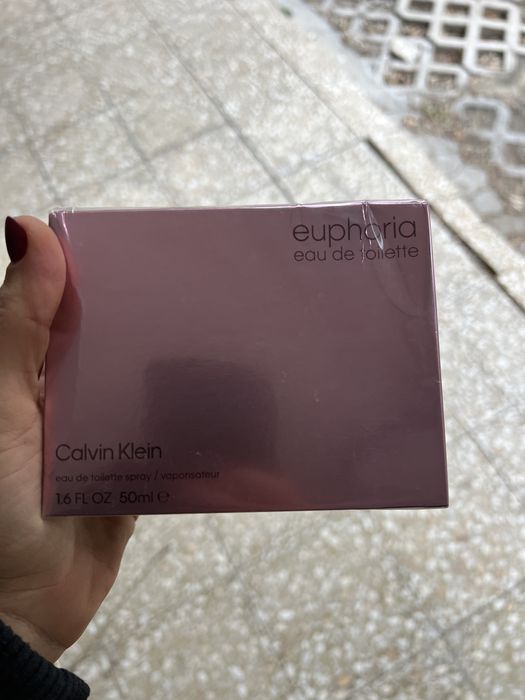 euphoria
eau de toilette
Calvin Klein
eau de toilette spray / vaporisateur
1.6 FL OZ 50ml ℮